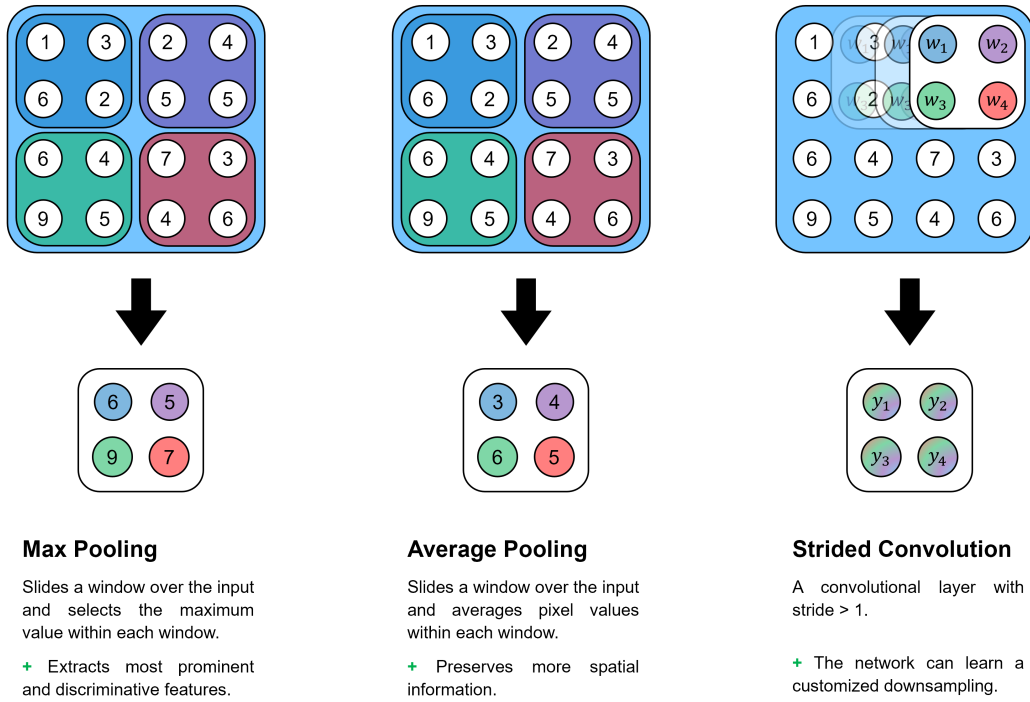 1 3 2 4
6 2 5 5
6 4 7 3
9 5 4 6
6 5
9 7
Max Pooling
Slides a window over the input
and selects the maximum
value within each window.
+ Extracts most prominent
and discriminative features.
1 3 2 4
6 2 5 5
6 4 7 3
9 5 4 6
3 4
6 5
Average Pooling
Slides a window over the input
and averages pixel values
within each window.
+ Preserves more spatial
information.
1 w₁ 3 w₁ w₂
6 w₃ 2 w₃ w₃ w₄
6 4 7 3
9 5 4 6
y₁ y₂
y₃ y₄
Strided Convolution
A convolutional layer with
stride > 1.
+ The network can learn a
customized downsampling.